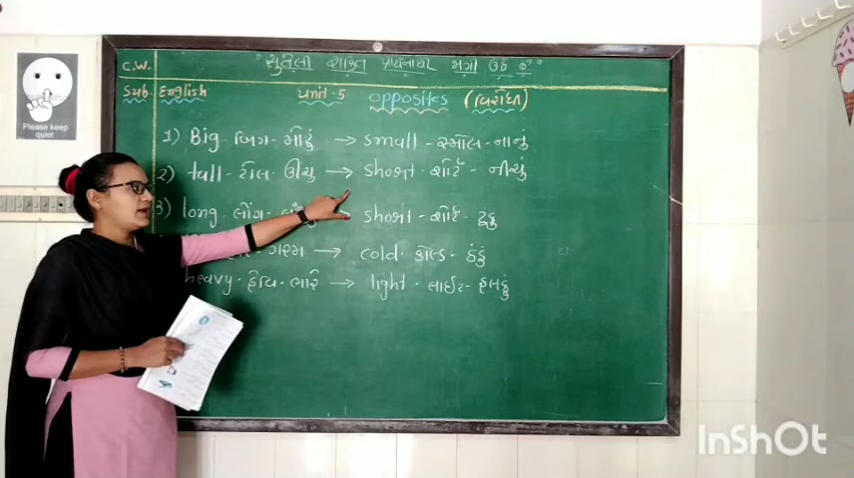 C.W.
Sub. English
Unit-5 opposites (વિરોધી)
1) Big - બિગ - મોટું → small - સ્મોલ - નાનું
2) tall - ટોલ - ઊંચુ → short - શોર્ટ - નીચું
3) long - લોંગ short - શોર્ટ - ટૂંકુ
ગરમ → cold - કોલ્ડ - ઠંડું
heavy - હેવિ - ભારે → light - લાઈટ - હલકું
Please keep quiet
InShOt